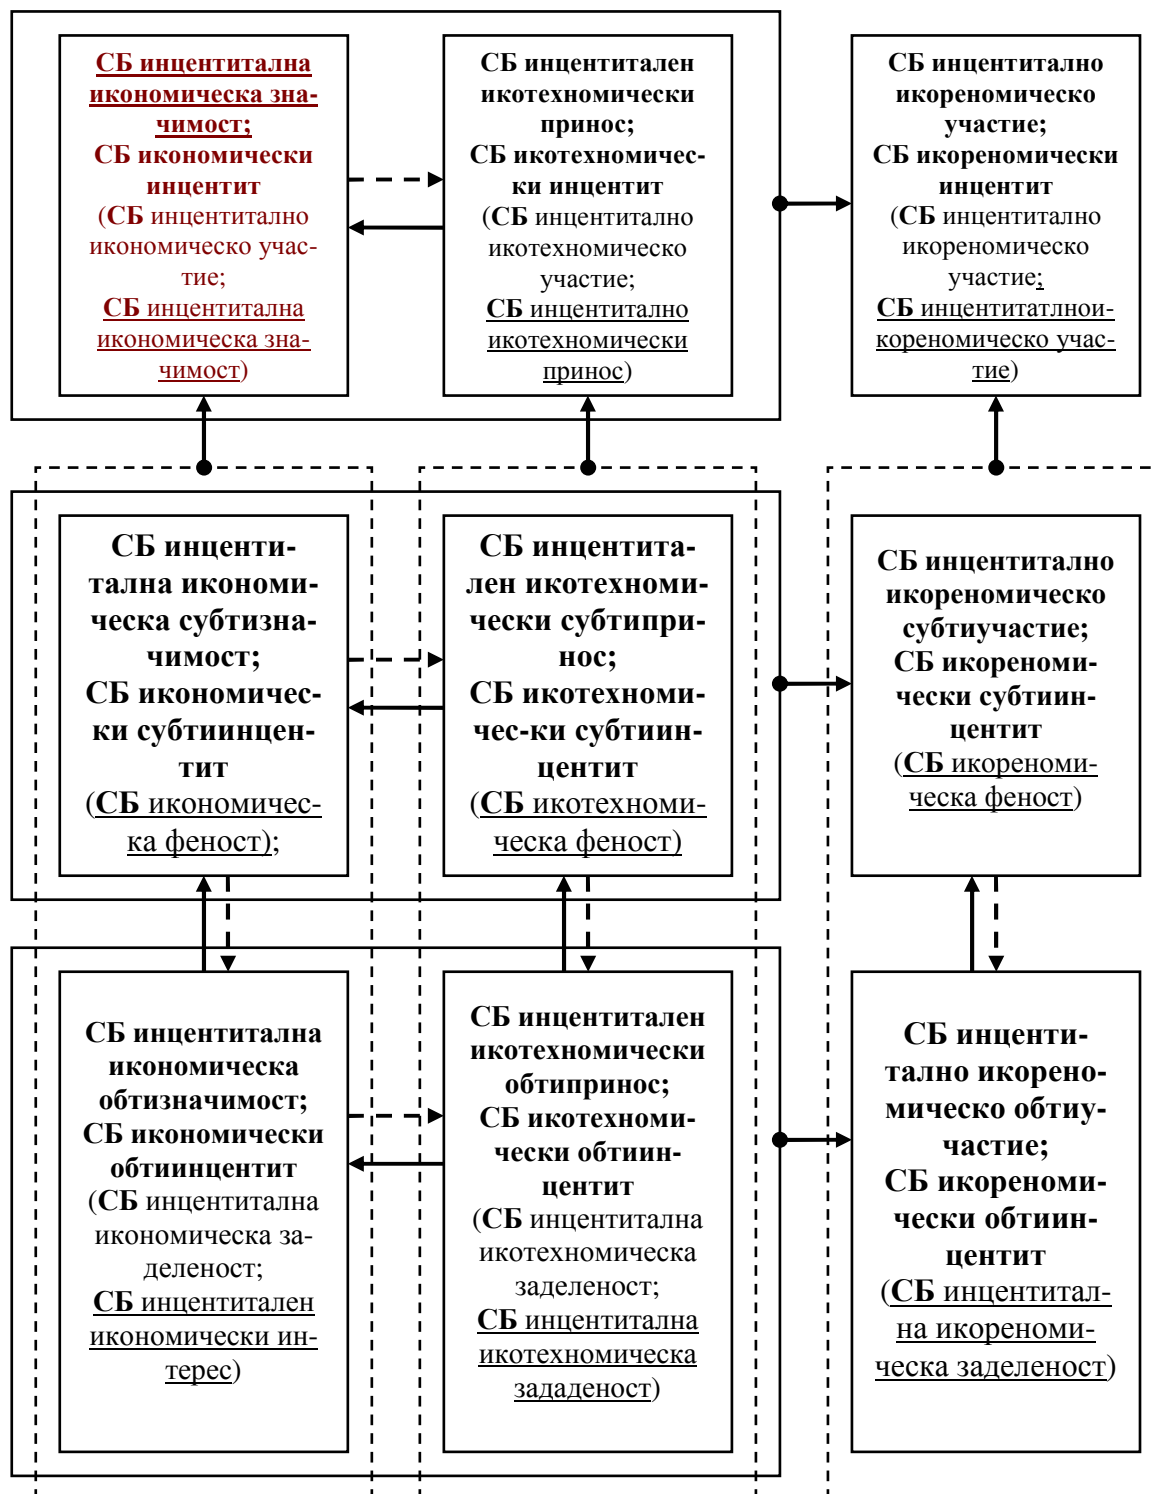 СБ инцентитална
икономическа зна-
чимост;
СБ икономически
инцентит
(СБ инцентитално
икономическо учас-
тие;
СБ инцентитална
икономическа зна-
чимост)
СБ инцентитален
икотехномически
принос;
СБ икотехномичес-
ки инцентит
(СБ инцентитално
икотехномическо
участие;
СБ инцентитално
икотехномически
принос)
СБ инцентитално
икореномическо
участие;
СБ икореномически
инцентит
(СБ инцентитално
икореномическо
участие;
СБ инцентитатлнои-
кореномическо учас-
тие)
СБ инценти-
тална икономи-
ческа субтизна-
чимост;
СБ икономичес-
ки субтиинцен-
тит
(СБ икономичес-
ка феност);
СБ инцентита-
лен икотехноми-
чески субтипри-
нос;
СБ икотехноми-
чес-ки субтиин-
центит
(СБ икотехноми-
ческа феност)
СБ инцентитално
икореномическо
субтиучастие;
СБ икореноми-
чески субтиин-
центит
(СБ икореноми-
ческа феност)
СБ инцентитална
икономическа
обтизначимост;
СБ икономически
обтиинцентит
(СБ инцентитална
икономическа за-
деленост;
СБ инцентитален
икономически ин-
терес)
СБ инцентитален
икотехномически
обтипринос;
СБ икотехноми-
чески обтиин-
центит
(СБ инцентитална
икотехномическа
заделеност;
СБ инцентитална
икотехномическа
зададеност)
СБ инценти-
тално икорено-
мическо обтиу-
частие;
СБ икореноми-
чески обтиин-
центит
(СБ инцентитал-
на икореноми-
ческа заделеност)